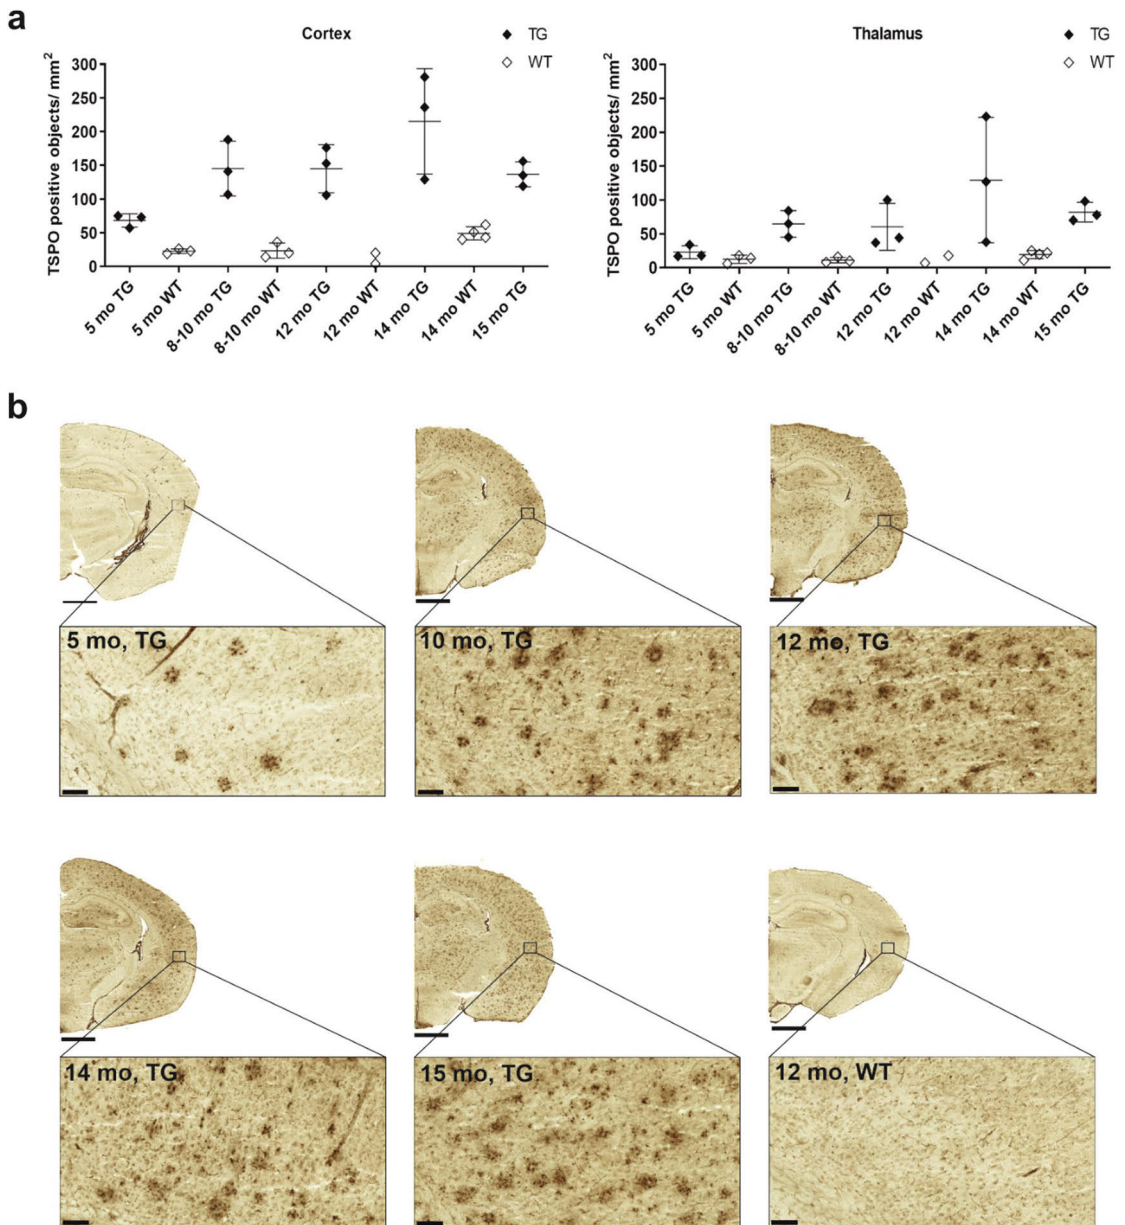 a
Cortex
◆ TG
◇ WT
TSPO positive objects/ mm²
300
250
200
150
100
50
0
5 mo TG
5 mo WT
8-10 mo TG
8-10 mo WT
12 mo TG
12 mo WT
14 mo TG
14 mo WT
15 mo TG
Thalamus
◆ TG
◇ WT
TSPO positive objects/ mm²
300
250
200
150
100
50
0
5 mo TG
5 mo WT
8-10 mo TG
8-10 mo WT
12 mo TG
12 mo WT
14 mo TG
14 mo WT
15 mo TG
b
5 mo, TG
10 mo, TG
12 mo, TG
14 mo, TG
15 mo, TG
12 mo, WT